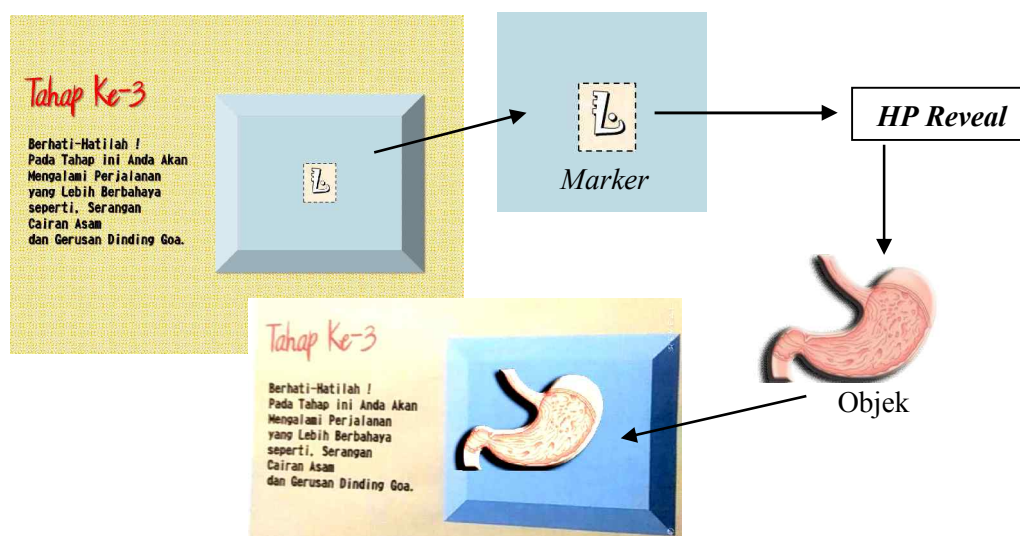 Tahap Ke-3
Berhati-Hatilah !
Pada Tahap ini Anda Akan
Mengalami Perjalanan
yang Lebih Berbahaya
seperti, Serangan
Cairan Asam
dan Gerusan Dinding Goa.
L
L
Marker
HP Reveal
Objek
Tahap Ke-3
Berhati-Hatilah !
Pada Tahap ini Anda Akan
Mengalami Perjalanan
yang Lebih Berbahaya
seperti, Serangan
Cairan Asam
dan Gerusan Dinding Goa.